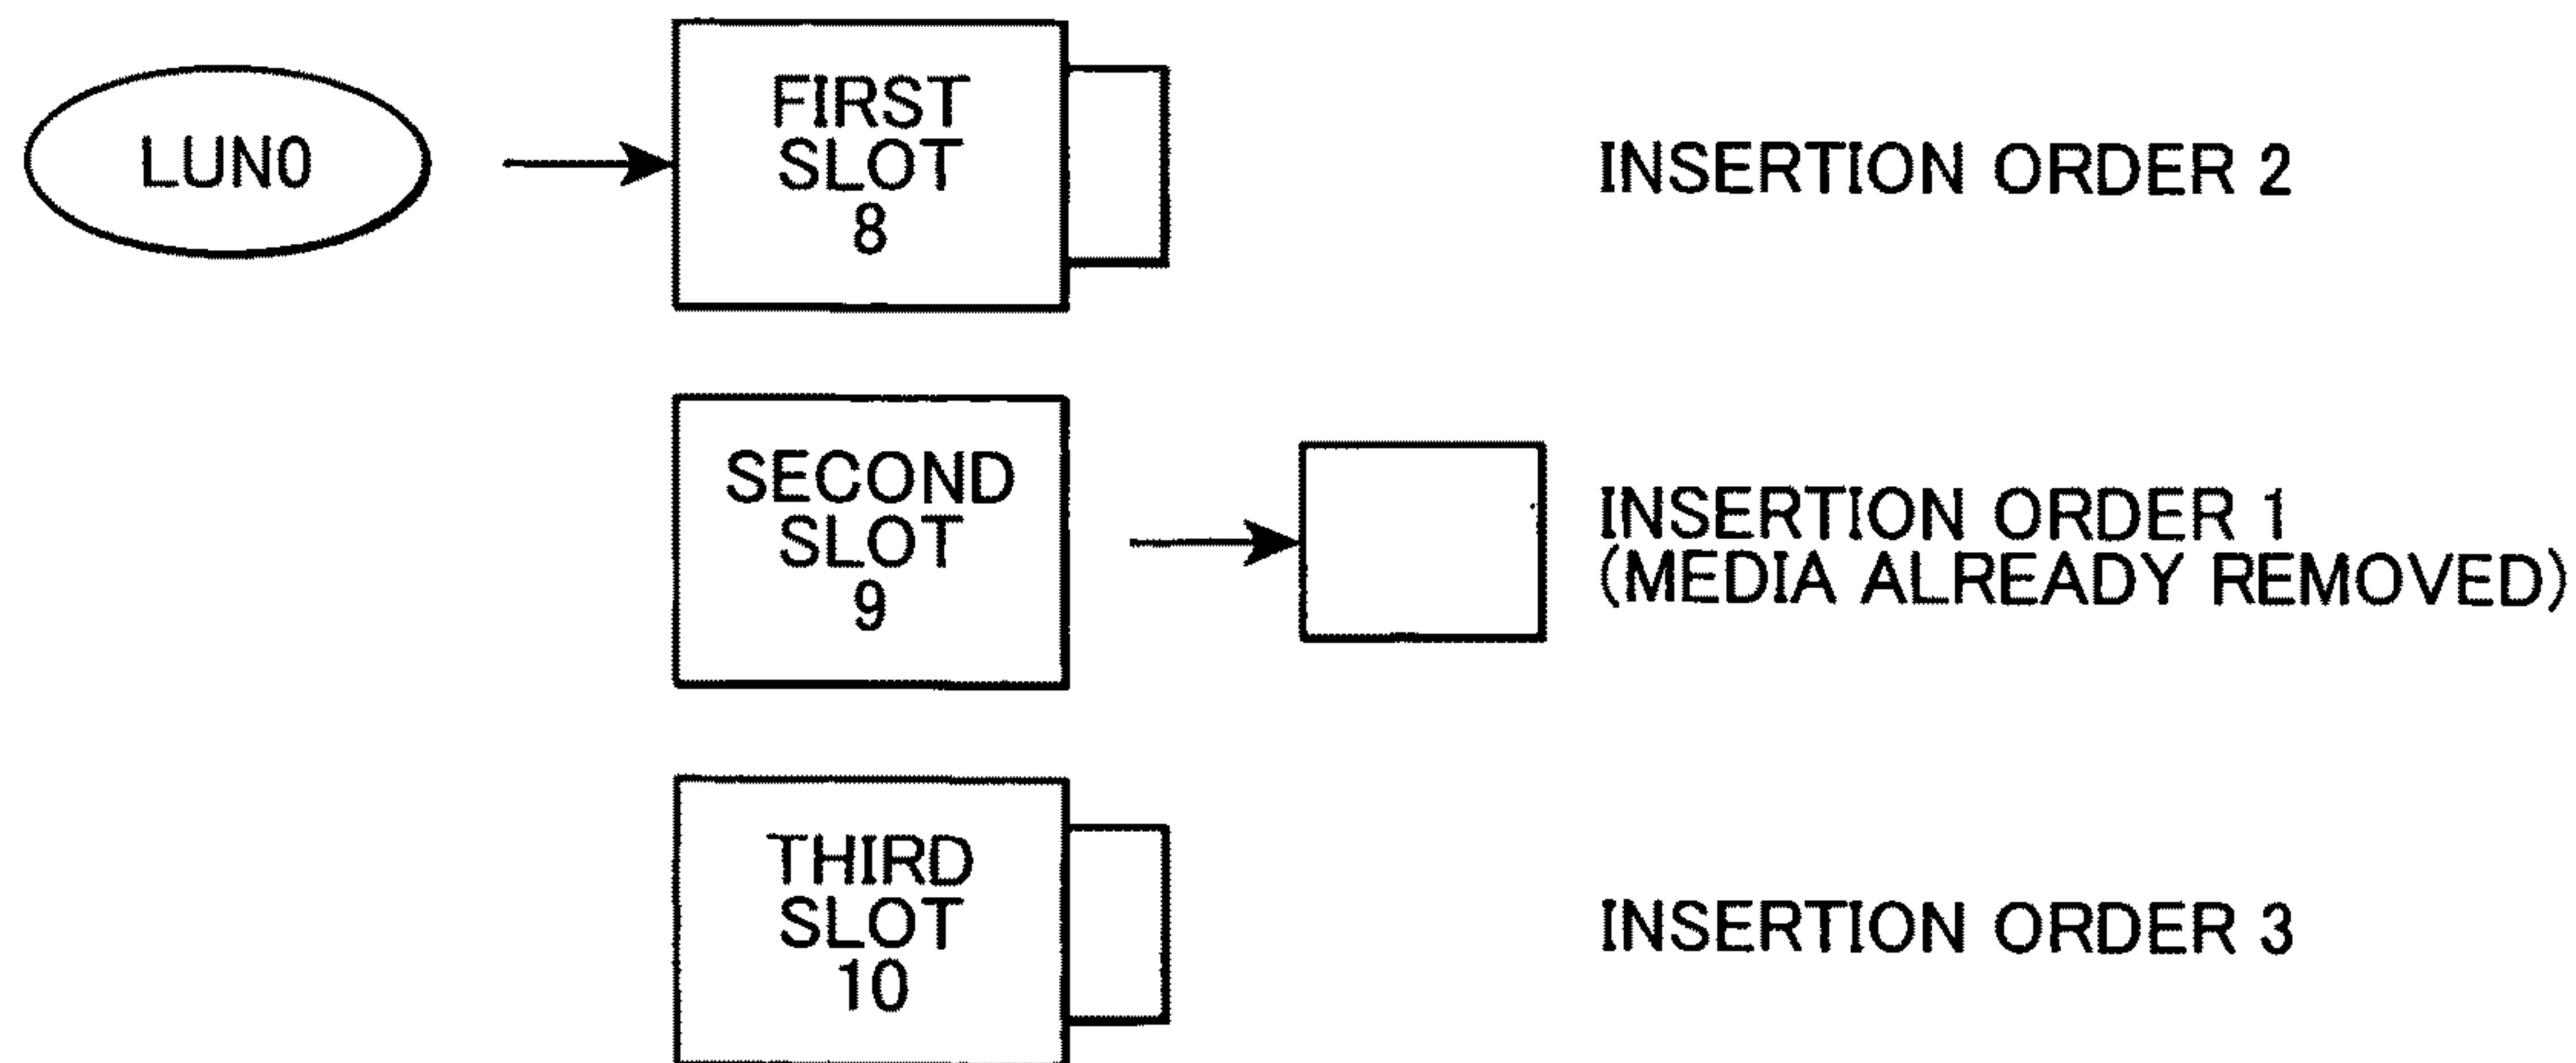 LUN0
FIRST
SLOT
8
INSERTION ORDER 2
SECOND
SLOT
9
INSERTION ORDER 1
(MEDIA ALREADY REMOVED)
THIRD
SLOT
10
INSERTION ORDER 3